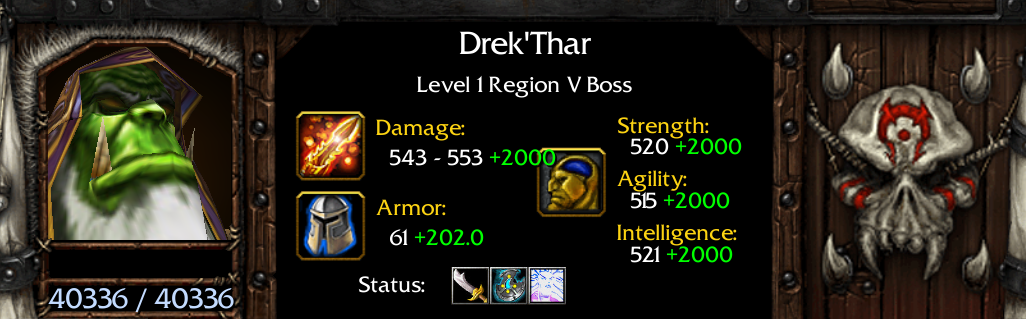 Drek'Thar
Level 1 Region V Boss
Damage:
543 - 553 +2000
Armor:
61 +202.0
Strength:
520 +2000
Agility:
515 +2000
Intelligence:
521 +2000
Status:
40336 / 40336